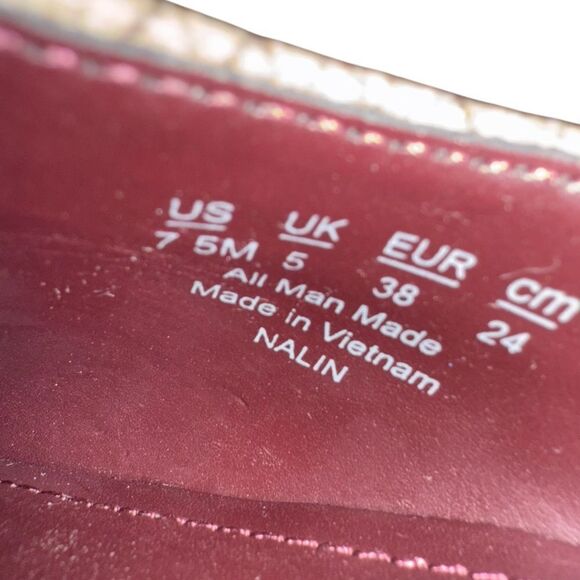 US UK EUR cm
7 5M 5 38 24
All Man Made
Made in Vietnam
NALIN